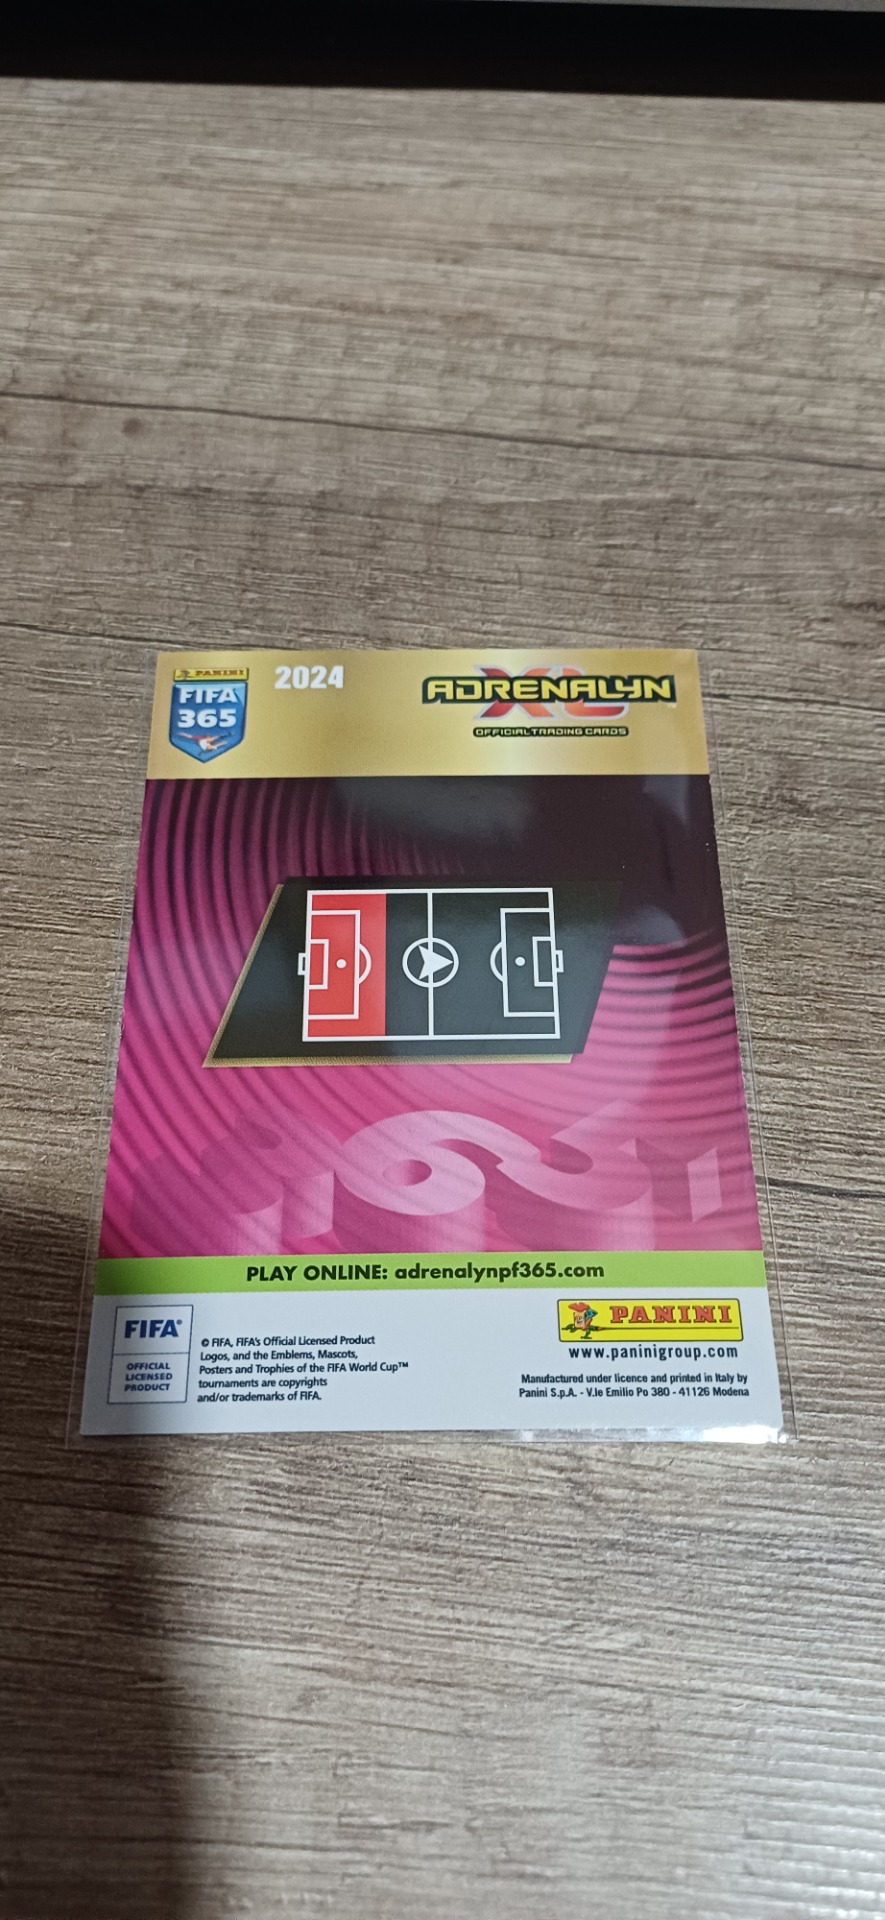 PANINI
FIFA
365
2024
ADRENALYN
XL
OFFICIAL TRADING CARDS
365
PLAY ONLINE: adrenalynpf365.com
FIFA®
OFFICIAL
LICENSED
PRODUCT
© FIFA, FIFA's Official Licensed Product
Logos, and the Emblems, Mascots,
Posters and Trophies of the FIFA World Cup™
tournaments are copyrights
and/or trademarks of FIFA.
PANINI
www.paninigroup.com
Manufactured under licence and printed in Italy by
Panini S.p.A. - V.le Emilio Po 380 - 41126 Modena